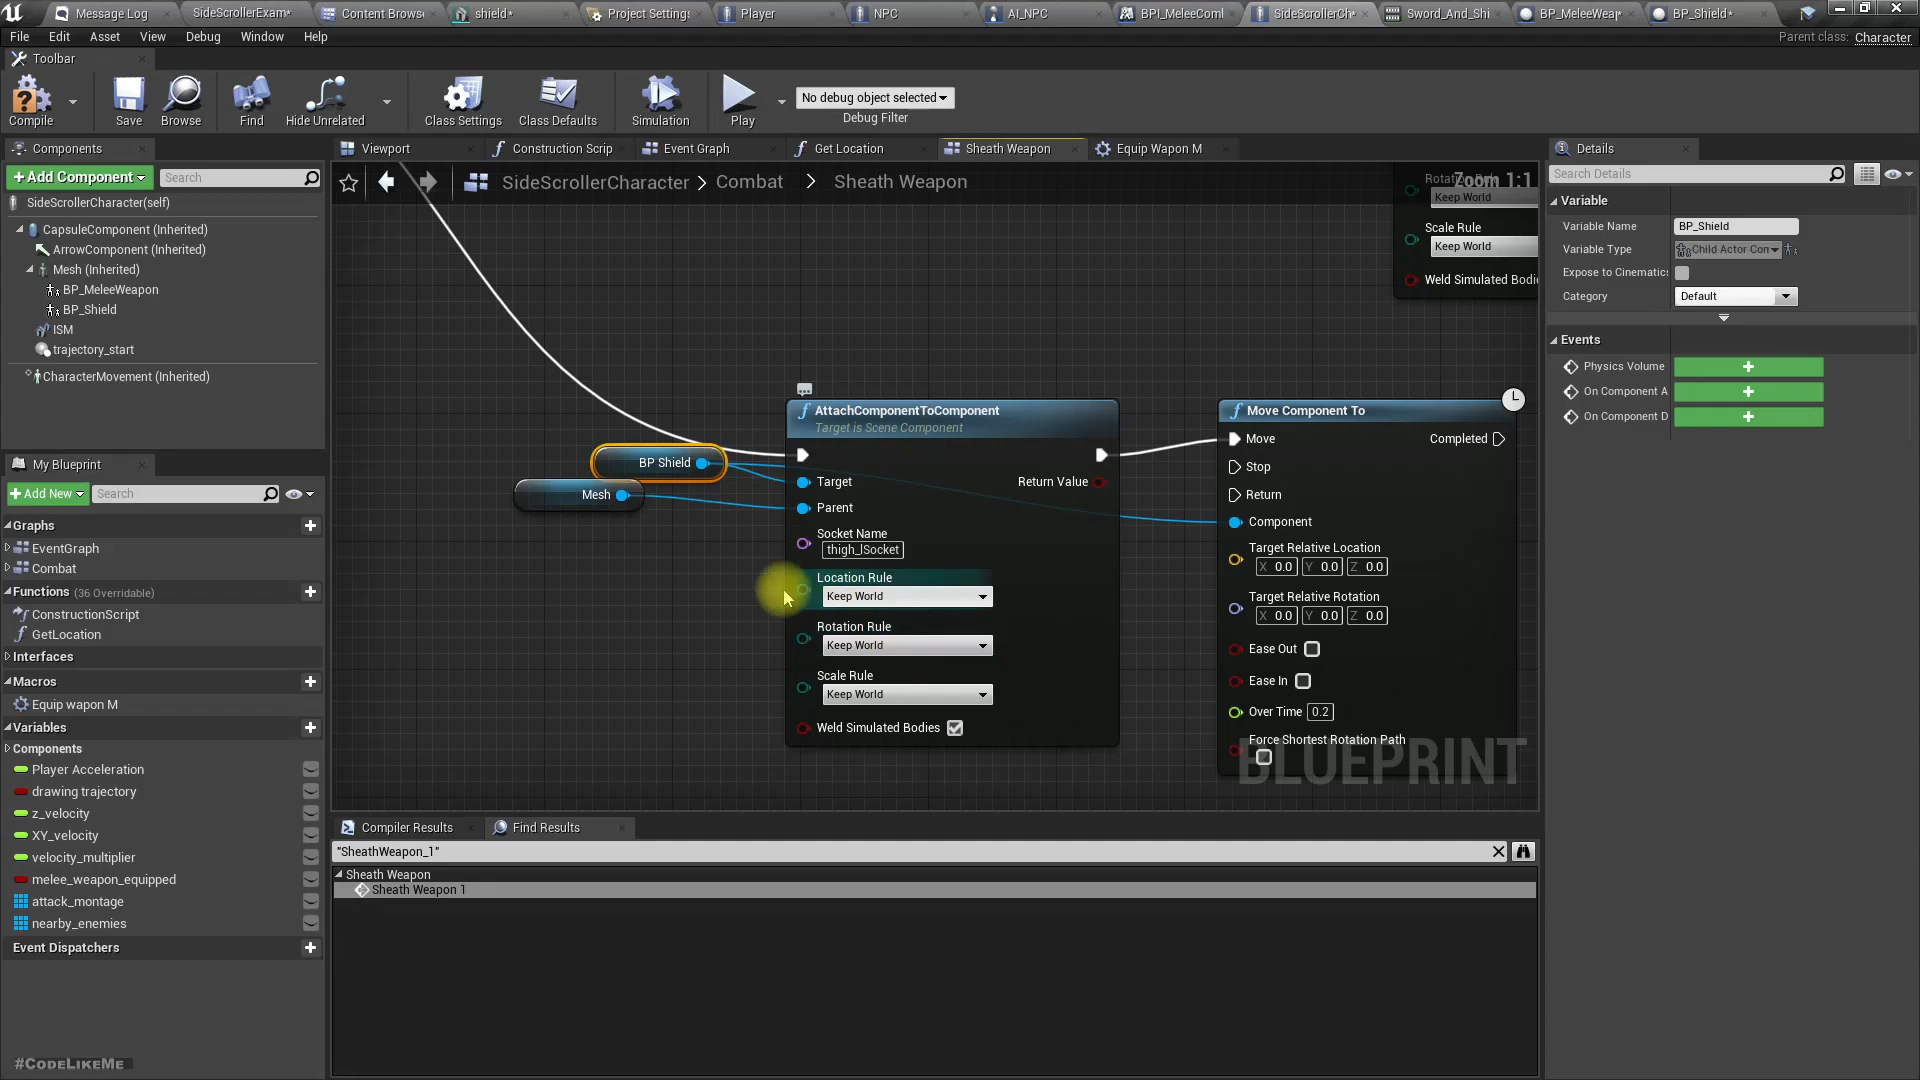 Message Log
SideScrollerExam*
Content Brows
shield*
Project Settings
Player
NPC
AI_NPC
BPI_MeleeComl
SideScrollerCh*
Sword_And_Shi
BP_MeleeWeap*
BP_Shield*
File Edit Asset View Window Debug Help
Parent class: Character
Toolbar
Compile
Save
Browse
Find
Hide Unrelated
Class Settings
Class Defaults
Simulation
Play
No debug object selected
Debug Filter
Components
+Add Component
Search
SideScrollerCharacter(self)
CapsuleComponent (Inherited)
ArrowComponent (Inherited)
Mesh (Inherited)
BP_MeleeWeapon
BP_Shield
ISM
trajectory_start
CharacterMovement (Inherited)
My Blueprint
+Add New
Search
Graphs
EventGraph
Combat
Functions (36 Overridable)
ConstructionScript
GetLocation
Interfaces
Macros
Equip wapon M
Variables
Components
Player Acceleration
drawing trajectory
z_velocity
XY_velocity
velocity_multiplier
melee_weapon_equipped
attack_montage
nearby_enemies
Event Dispatchers
#CodeLikeMe
Viewport
Construction Scrip
Event Graph
Get Location
Sheath Weapon
Equip Wapon M
SideScrollerCharacter > Combat > Sheath Weapon
Zoom 1:1
Keep World
Scale Rule
Keep World
Weld Simulated Bodie
BP Shield
Mesh
AttachComponentToComponent
Target is Scene Component
Target
Return Value
Parent
Socket Name
thigh_lSocket
Location Rule
Keep World
Rotation Rule
Keep World
Scale Rule
Keep World
Weld Simulated Bodies
Move Component To
Move
Completed
Stop
Return
Component
Target Relative Location
X 0.0 Y 0.0 Z 0.0
Target Relative Rotation
X 0.0 Y 0.0 Z 0.0
Ease Out
Ease In
Over Time 0.2
Force Shortest Rotation Path
BLUEPRINT
Compiler Results
Find Results
"SheathWeapon_1"
Sheath Weapon
Sheath Weapon 1
Details
Search Details
Variable
Variable Name BP_Shield
Variable Type Child Actor Con
Expose to Cinematics
Category Default
Events
Physics Volume
On Component A
On Component D